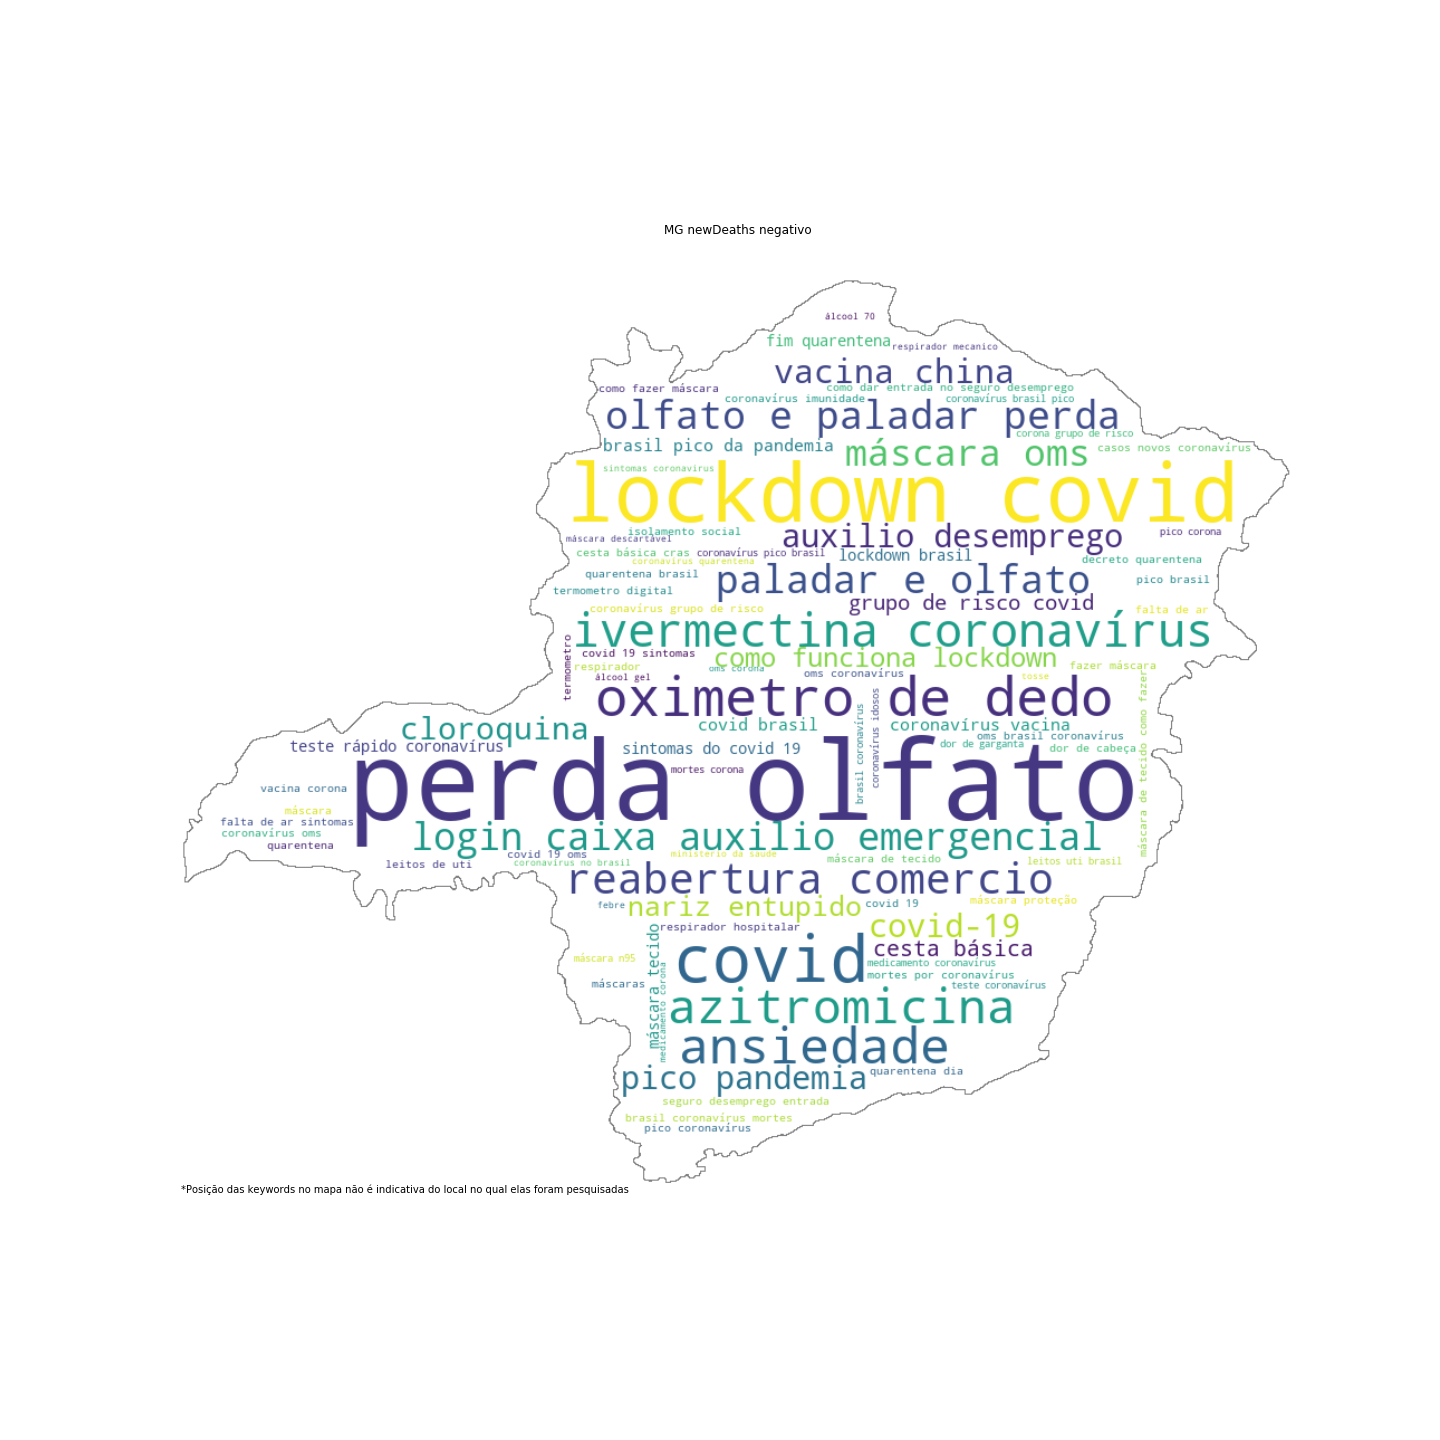 MG newDeaths negativo
álcool 70
fim quarentena
respirador mecanico
vacina china
como fazer máscara
como dar entrada no seguro desemprego
coronavírus imunidade
coronavírus brasil pico
olfato e paladar perda
corona grupo de risco
brasil pico da pandemia
máscara oms
casos novos coronavírus
sintomas coronavirus
lockdown covid
isolamento social
máscara descartável
auxilio desemprego
pico corona
cesta básica cras
coronavírus pico brasil
lockdown brasil
decreto quarentena
coronavírus quarentena
quarentena brasil
paladar e olfato
pico brasil
termometro digital
coronavírus grupo de risco
grupo de risco covid
falta de ar
ivermectina coronavírus
termometro
covid 19 sintomas
como funciona lockdown
respirador
oms corona
fazer máscara
álcool gel
oms coronavírus
tosse
oximetro de dedo
máscara de tecido como fazer
cloroquina
covid brasil
brasil coronavírus
coronavírus idosos
coronavírus vacina
oms brasil coronavírus
teste rápido coronavírus
sintomas do covid 19
dor de garganta
dor de cabeça
mortes corona
perda olfato
vacina corona
máscara
falta de ar sintomas
coronavírus oms
login caixa auxilio emergencial
quarentena
covid 19 oms
ministerio da saude
máscara de tecido
leitos de uti
coronavirus no brasil
leitos uti brasil
reabertura comercio
febre
nariz entupido
covid 19
máscara proteção
respirador hospitalar
covid-19
máscara tecido
cesta básica
máscara n95
covid
medicamento coronavírus
medicamento corona
mortes por coronavírus
máscaras
teste coronavírus
azitromicina
ansiedade
pico pandemia
quarentena dia
seguro desemprego entrada
brasil coronavírus mortes
pico coronavírus
*Posição das keywords no mapa não é indicativa do local no qual elas foram pesquisadas